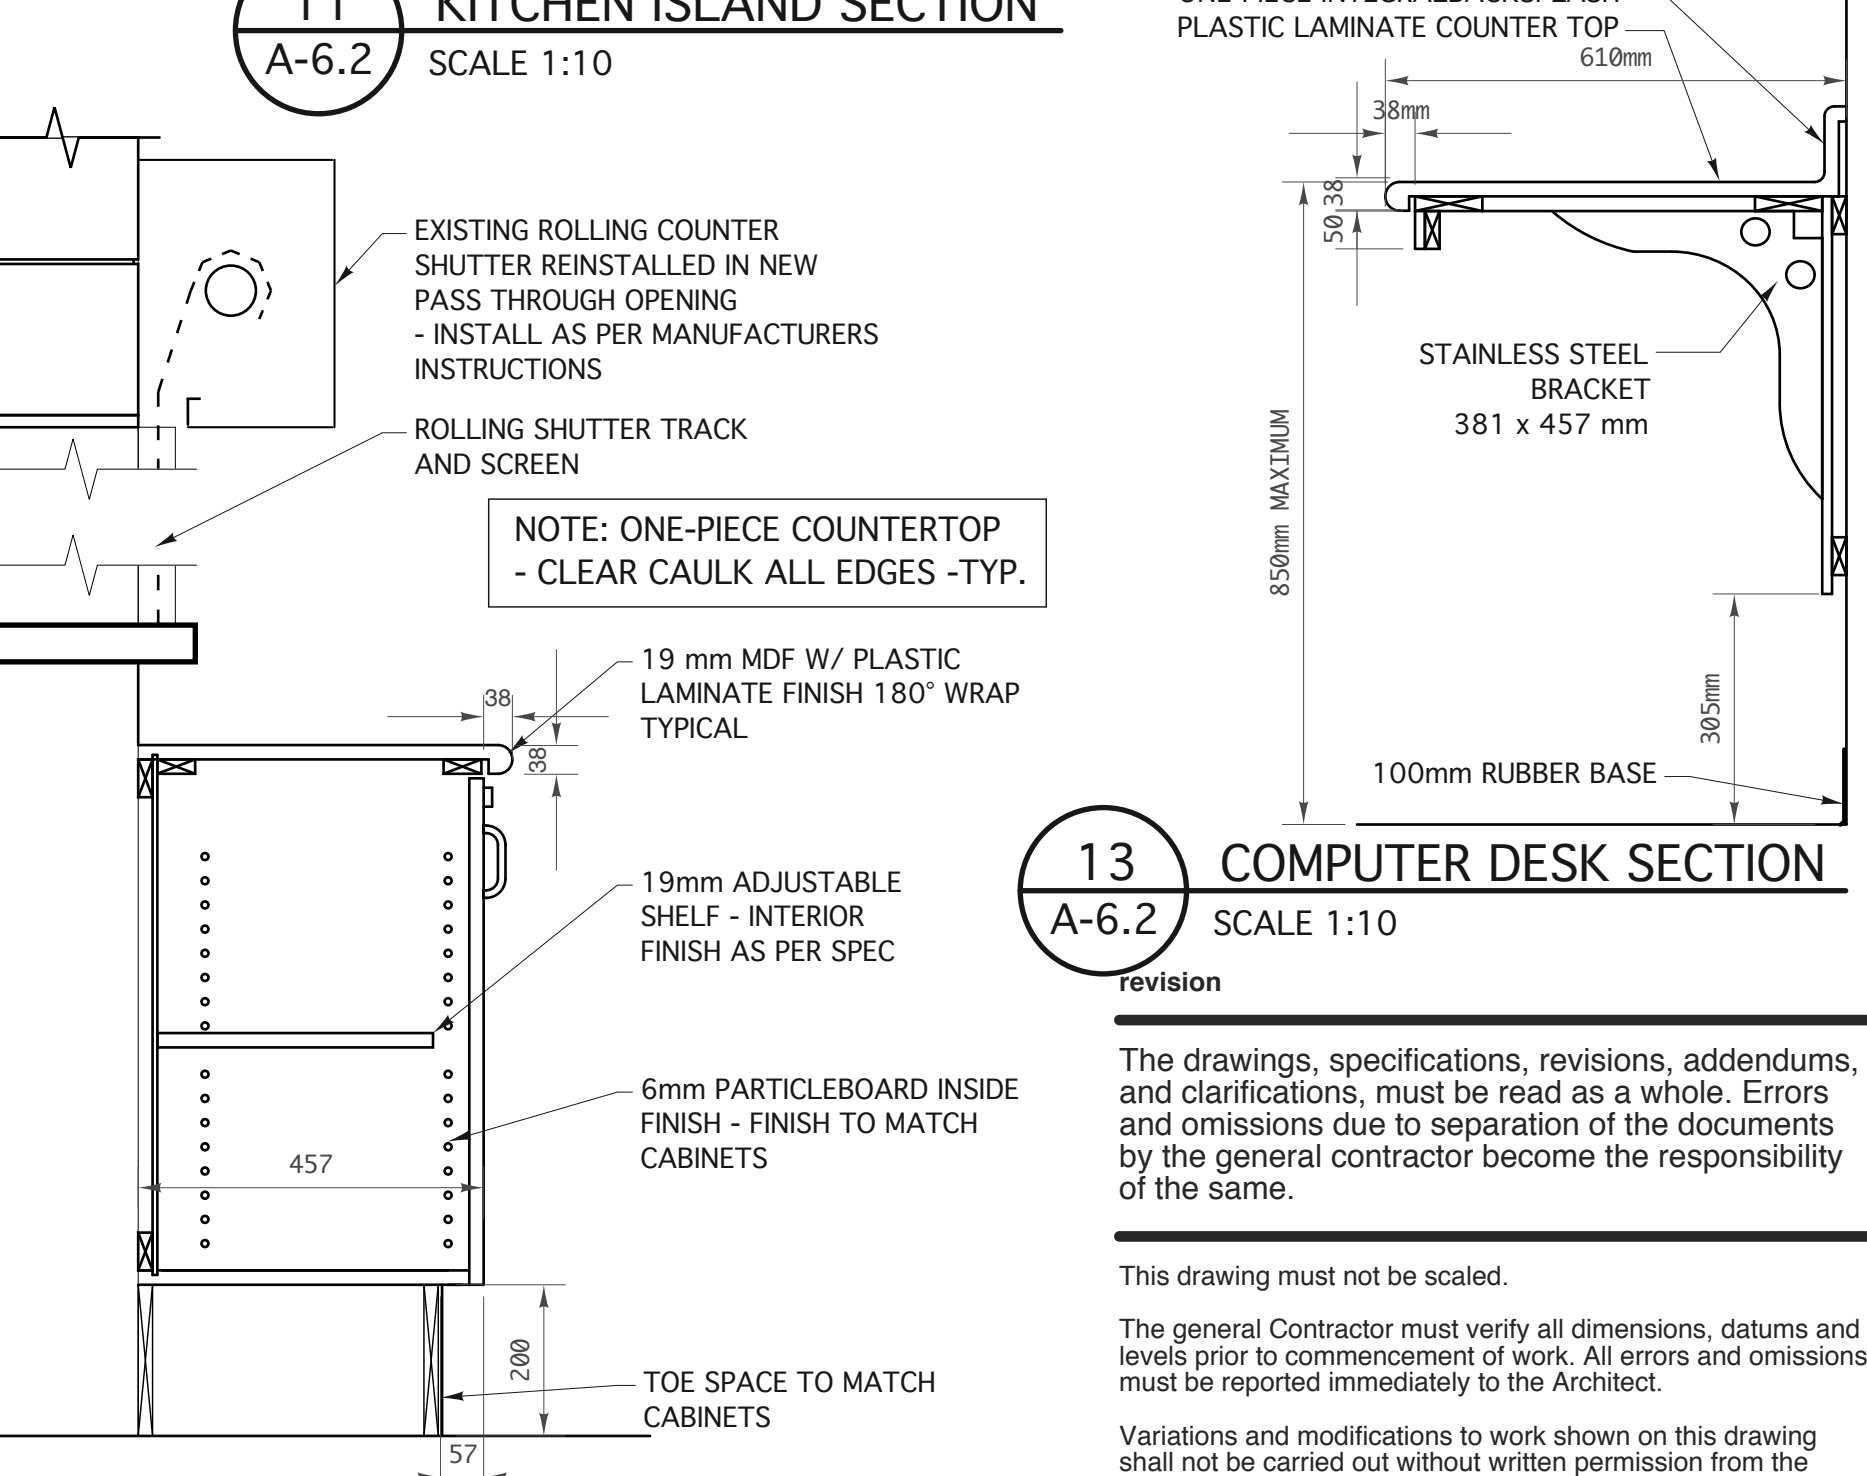 11
KITCHEN ISLAND SECTION
A-6.2
SCALE 1:10
ONE PIECE INTEGRALBACKSPLASH
PLASTIC LAMINATE COUNTER TOP
610mm
38mm
38
50
850mm MAXIMUM
STAINLESS STEEL
BRACKET
381 x 457 mm
305mm
100mm RUBBER BASE
EXISTING ROLLING COUNTER
SHUTTER REINSTALLED IN NEW
PASS THROUGH OPENING
- INSTALL AS PER MANUFACTURERS
INSTRUCTIONS
ROLLING SHUTTER TRACK
AND SCREEN
NOTE: ONE-PIECE COUNTERTOP
- CLEAR CAULK ALL EDGES -TYP.
19 mm MDF W/ PLASTIC
LAMINATE FINISH 180° WRAP
TYPICAL
38
38
19mm ADJUSTABLE
SHELF - INTERIOR
FINISH AS PER SPEC
6mm PARTICLEBOARD INSIDE
FINISH - FINISH TO MATCH
CABINETS
457
200
TOE SPACE TO MATCH
CABINETS
57
13
COMPUTER DESK SECTION
A-6.2
SCALE 1:10
revision
The drawings, specifications, revisions, addendums,
and clarifications, must be read as a whole. Errors
and omissions due to separation of the documents
by the general contractor become the responsibility
of the same.
This drawing must not be scaled.
The general Contractor must verify all dimensions, datums and
levels prior to commencement of work. All errors and omissions
must be reported immediately to the Architect.
Variations and modifications to work shown on this drawing
shall not be carried out without written permission from the